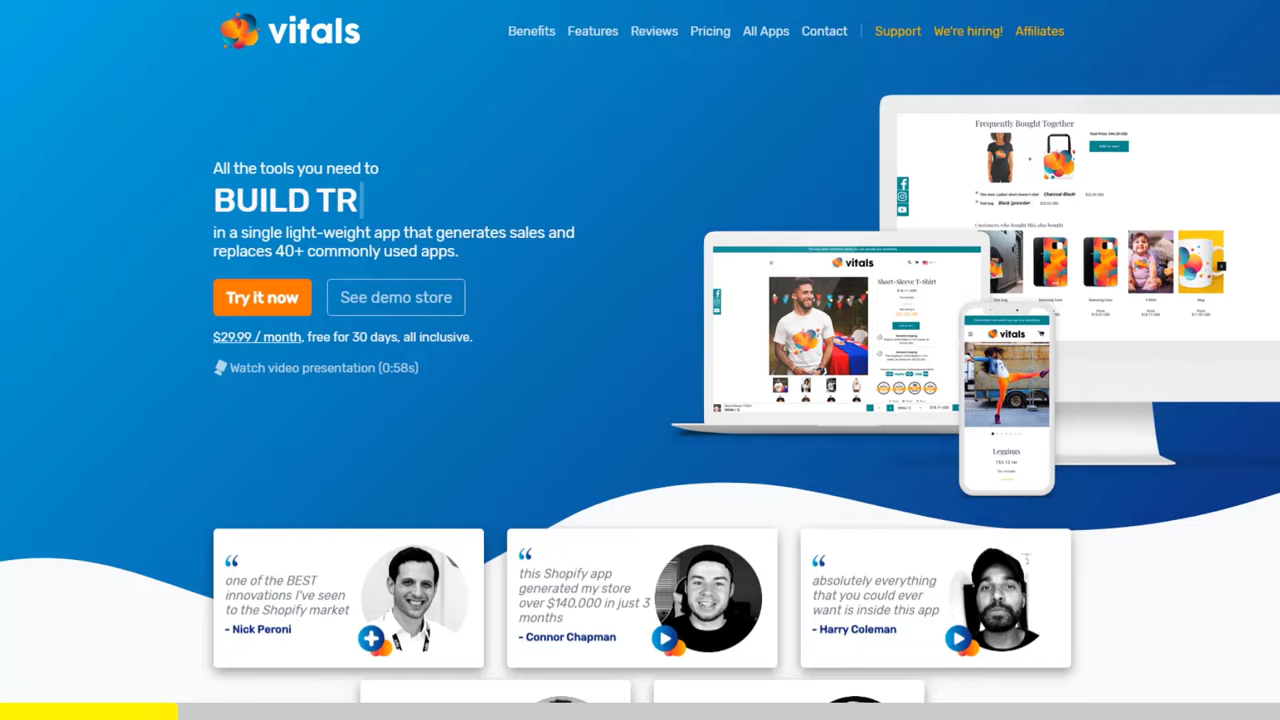 vitals
Benefits
Features
Reviews
Pricing
All Apps
Contact
Support
We're hiring!
Affiliates
All the tools you need to
BUILD TR
in a single light-weight app that generates sales and
replaces 40+ commonly used apps.
Try it now
See demo store
$29.99 / month
30 days, all inclusive.
Watch video presentation (0:58s)
Frequently Bought Together
Add to cart
Customers who bought this also bought
vitals
Short-Sleeve T-Shirt
vitals
Leggings
one of the BEST
innovations I've seen
to the Shopify market
- Nick Peroni
this Shopify app
generated my store
over $140,000 in just 3
months
- Connor Chapman
absolutely everything
that you could ever
want is inside this app
- Harry Coleman